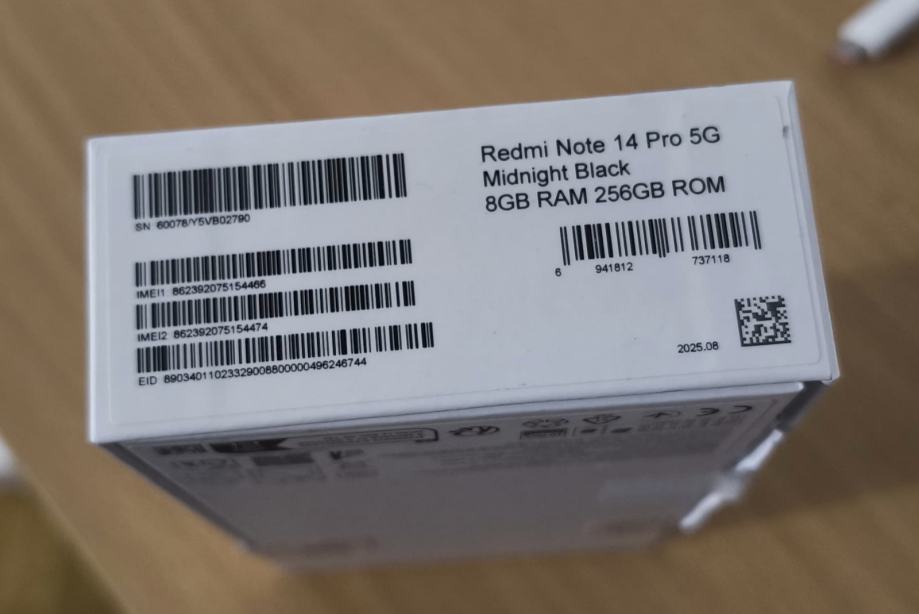 SN 60078/Y5VB02790
IMEI1 862392075154466
IMEI2 862392075154474
EID 89034011023329008800000496246744
Redmi Note 14 Pro 5G
Midnight Black
8GB RAM 256GB ROM
6 941812 737118
2025.08